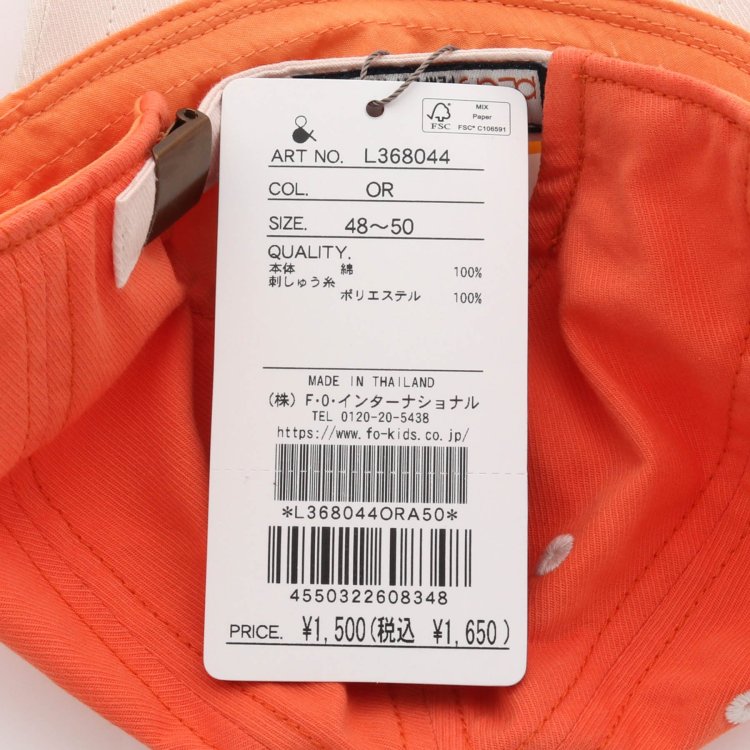 MIX
Paper
FSC
FSC® C106591
&
ART NO. L368044
COL. OR
SIZE. 48～50
QUALITY.
本体 綿 100%
刺しゅう糸
ポリエステル 100%
MADE IN THAILAND
(株) F・O・インターナショナル
TEL 0120-20-5438
https://www.fo-kids.co.jp/
*L368044ORA50*
4550322608348
PRICE. ¥1,500(税込 ¥1,650)